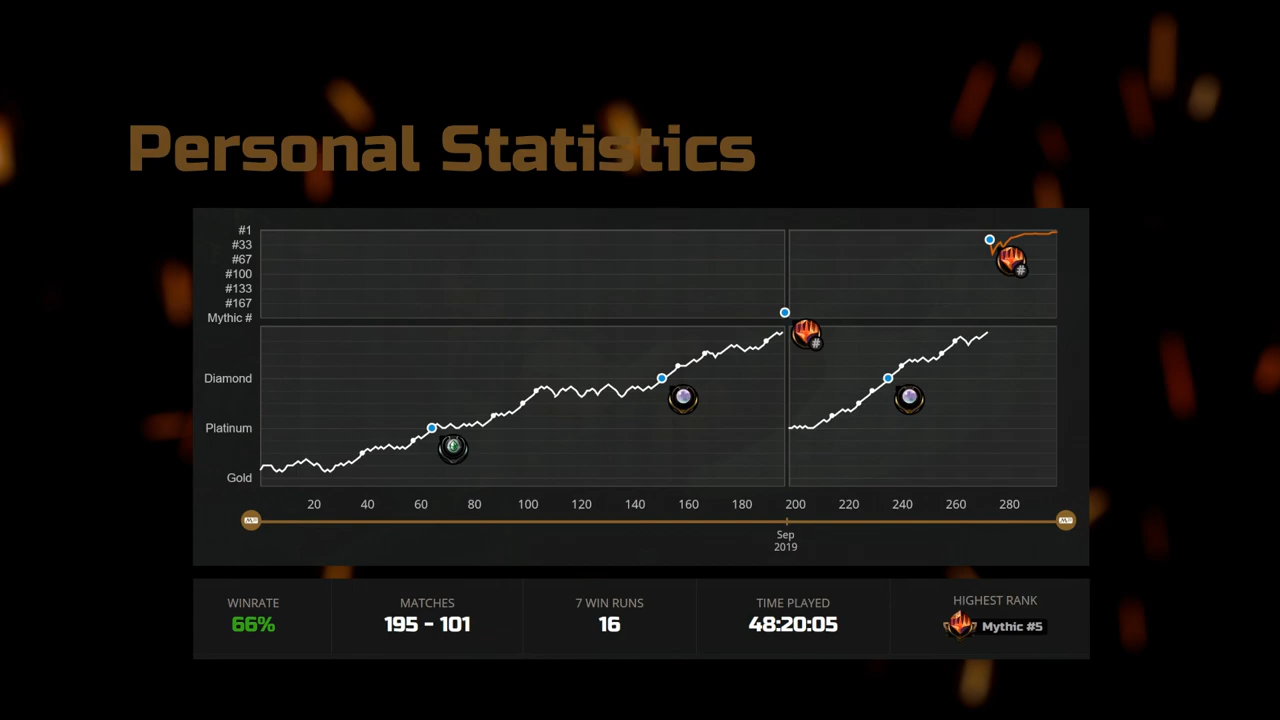 Personal Statistics
#1
#33
#67
#100
#133
#167
Mythic #
Diamond
Platinum
Gold
#
#
20 40 60 80 100 120 140 160 180 200 220 240 260 280
Sep
2019
WINRATE MATCHES 7 WIN RUNS TIME PLAYED HIGHEST RANK
66% 195 - 101 16 48:20:05 Mythic #5